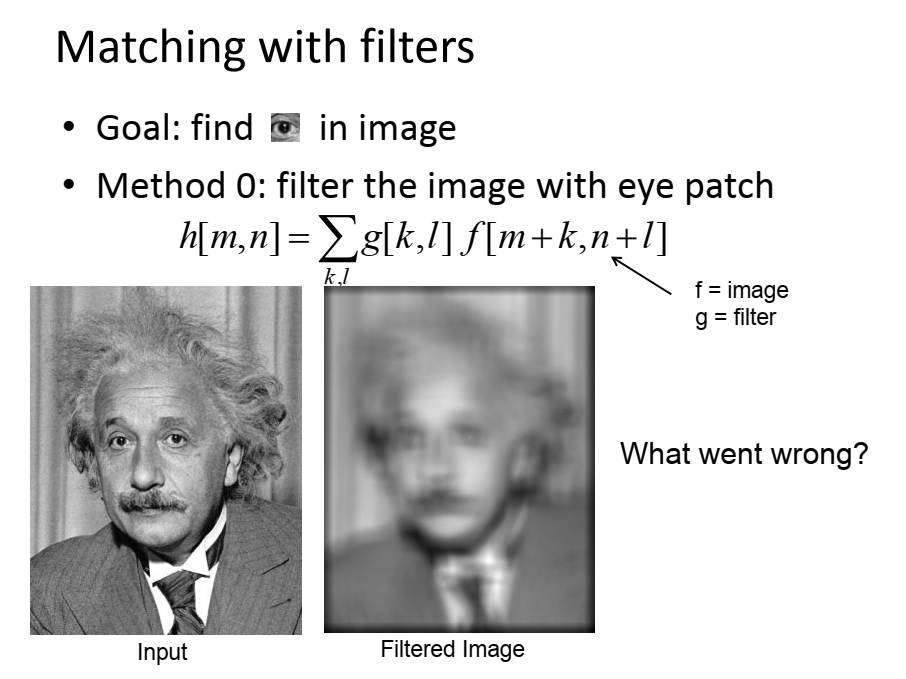 Matching with filters
• Goal: find in image
• Method 0: filter the image with eye patch
h[m,n] = ∑ g[k,l] f[m+k,n+l]
k,l
f = image
g = filter
What went wrong?
Input
Filtered Image